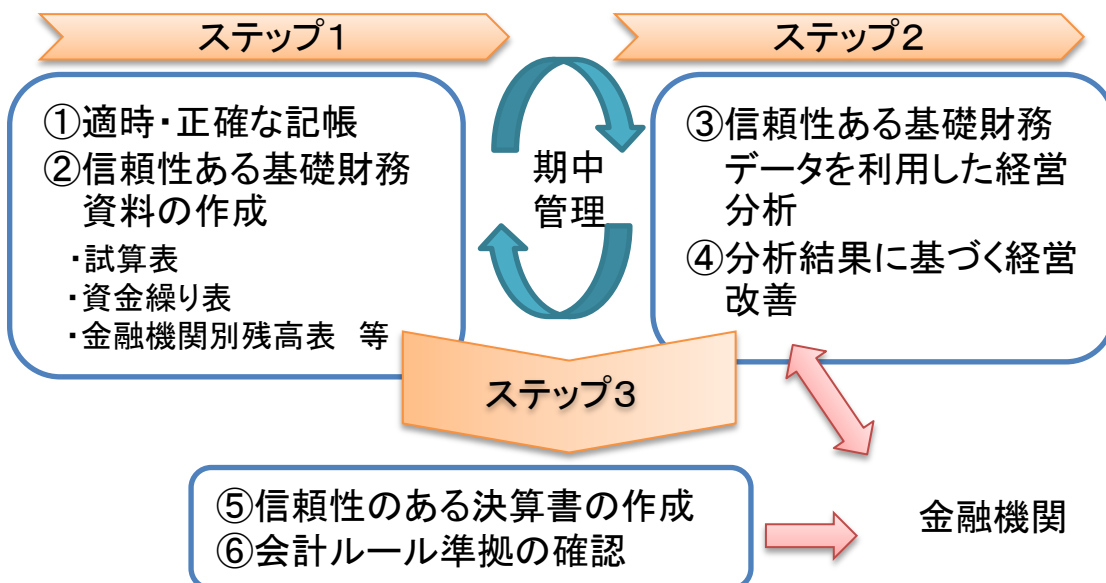 ステップ1
ステップ2
①適時・正確な記帳
②信頼性ある基礎財務
資料の作成
・試算表
・資金繰り表
・金融機関別残高表 等
期中
管理
③信頼性ある基礎財務
データを利用した経営
分析
④分析結果に基づく経営
改善
ステップ3
⑤信頼性のある決算書の作成
⑥会計ルール準拠の確認
金融機関